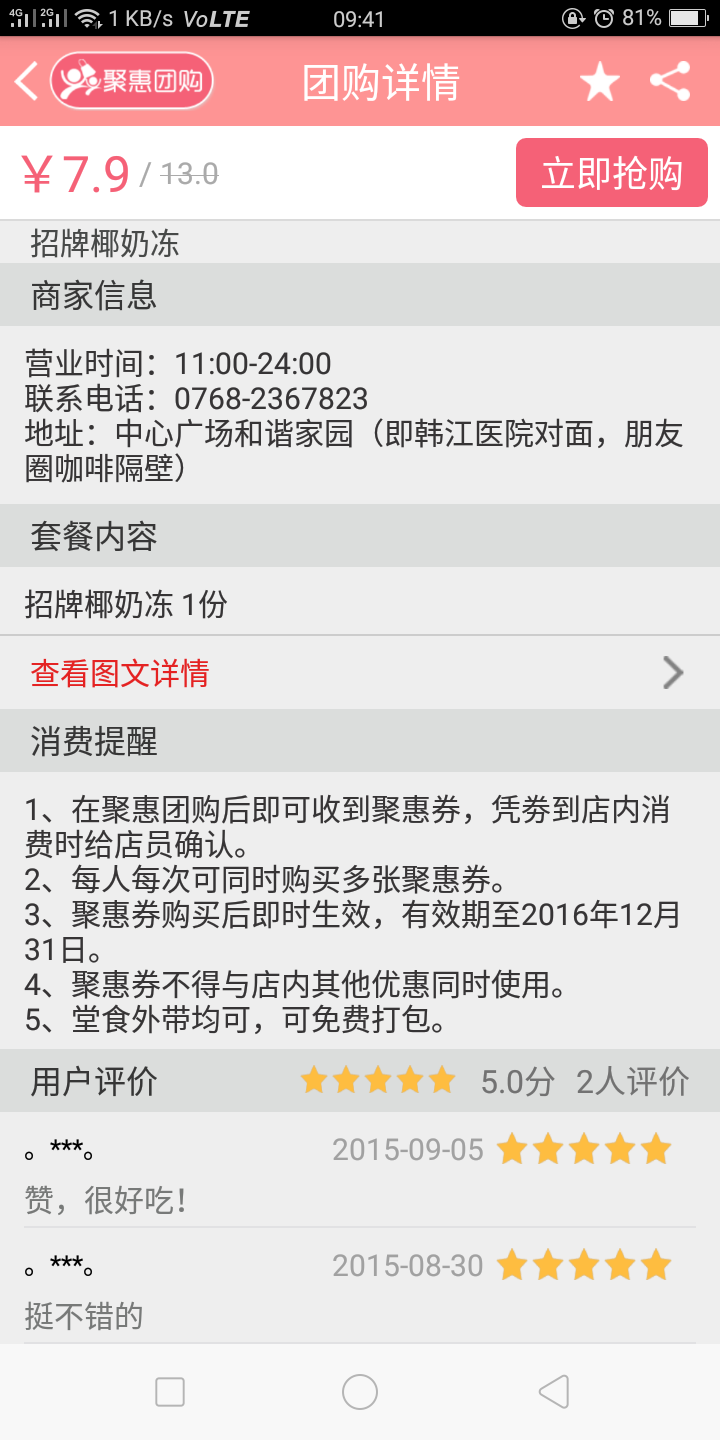 4G 2G 1 KB/s VoLTE 09:41 81%
聚惠团购 团购详情
￥7.9 / 13.0 立即抢购
招牌椰奶冻
商家信息
营业时间：11:00-24:00
联系电话：0768-2367823
地址：中心广场和谐家园（即韩江医院对面，朋友
圈咖啡隔壁）
套餐内容
招牌椰奶冻 1份
查看图文详情
消费提醒
1、在聚惠团购后即可收到聚惠券，凭券到店内消
费时给店员确认。
2、每人每次可同时购买多张聚惠券。
3、聚惠券购买后即时生效，有效期至2016年12月
31日。
4、聚惠券不得与店内其他优惠同时使用。
5、堂食外带均可，可免费打包。
用户评价 5.0分 2人评价
。***。 2015-09-05
赞，很好吃！
。***。 2015-08-30
挺不错的